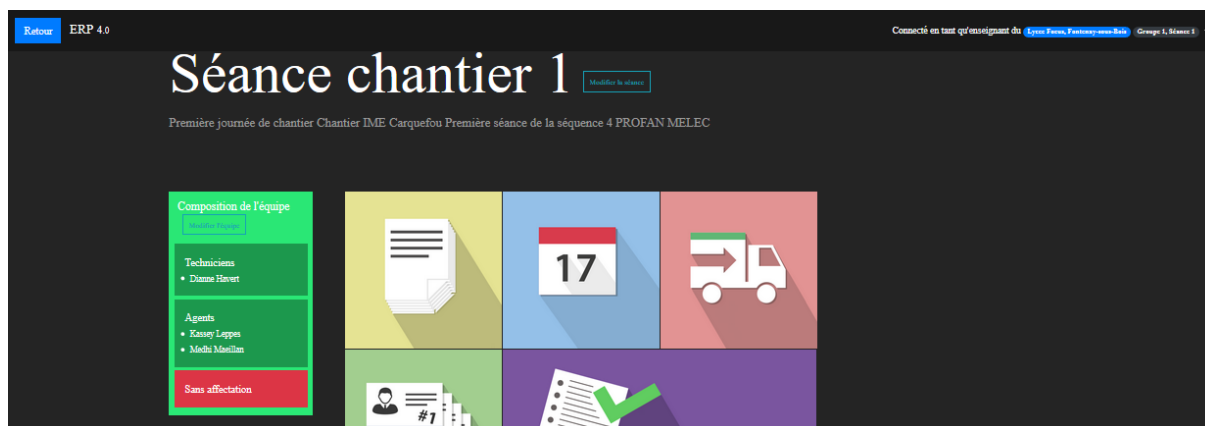 Retour
ERP 4.0
Connecté en tant qu'enseignant du Lycee Focus, Fontenay-sous-Bois Groupe 1, Séance 1
Séance chantier 1
Modifier la séance
Première journée de chantier Chantier IME Carquefou Première séance de la séquence 4 PROFAN MELEC
Composition de l'équipe
Modifier l'équipe
Techniciens
Dianne Havert
Agents
Kassey Leppes
Medhi Maeillan
Sans affectation
17
#1